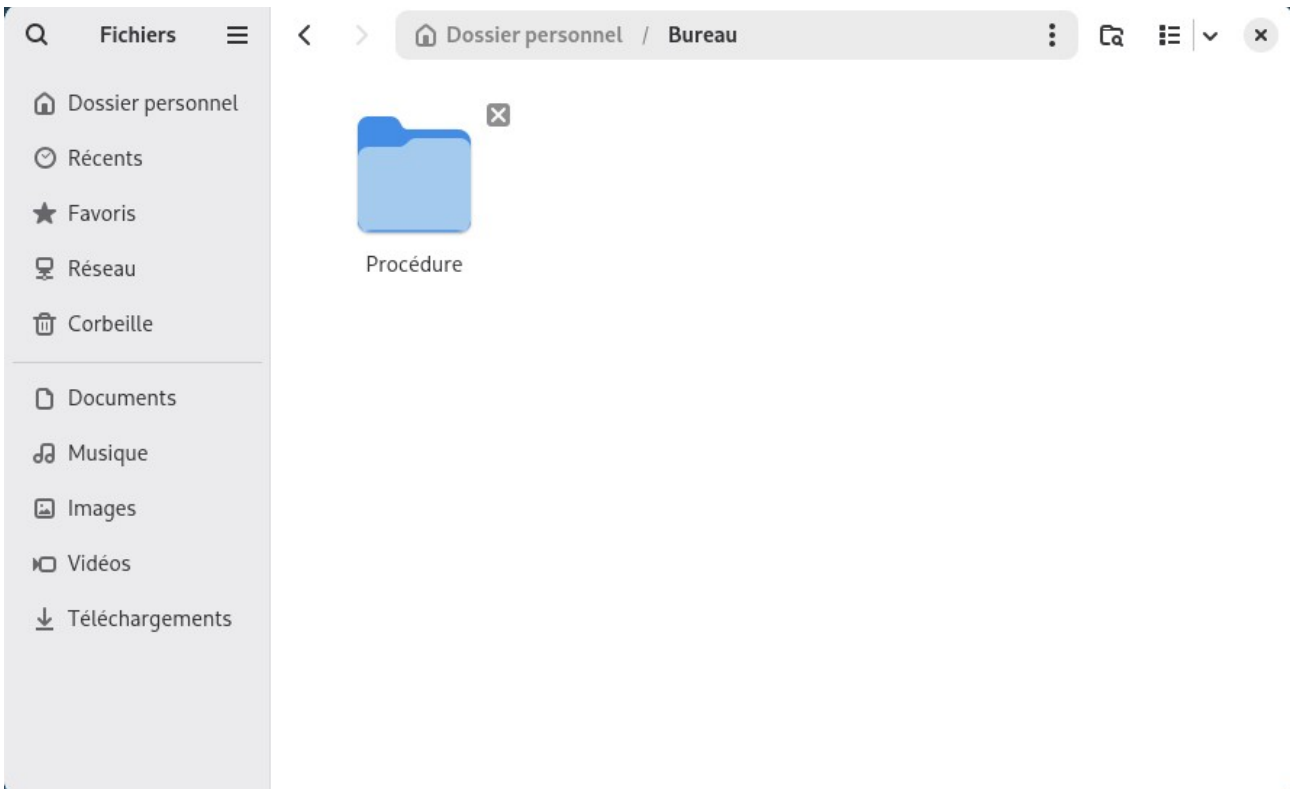 Fichiers
Dossier personnel / Bureau
Dossier personnel
Récents
Favoris
Réseau
Corbeille
Documents
Musique
Images
Vidéos
Téléchargements
Procédure